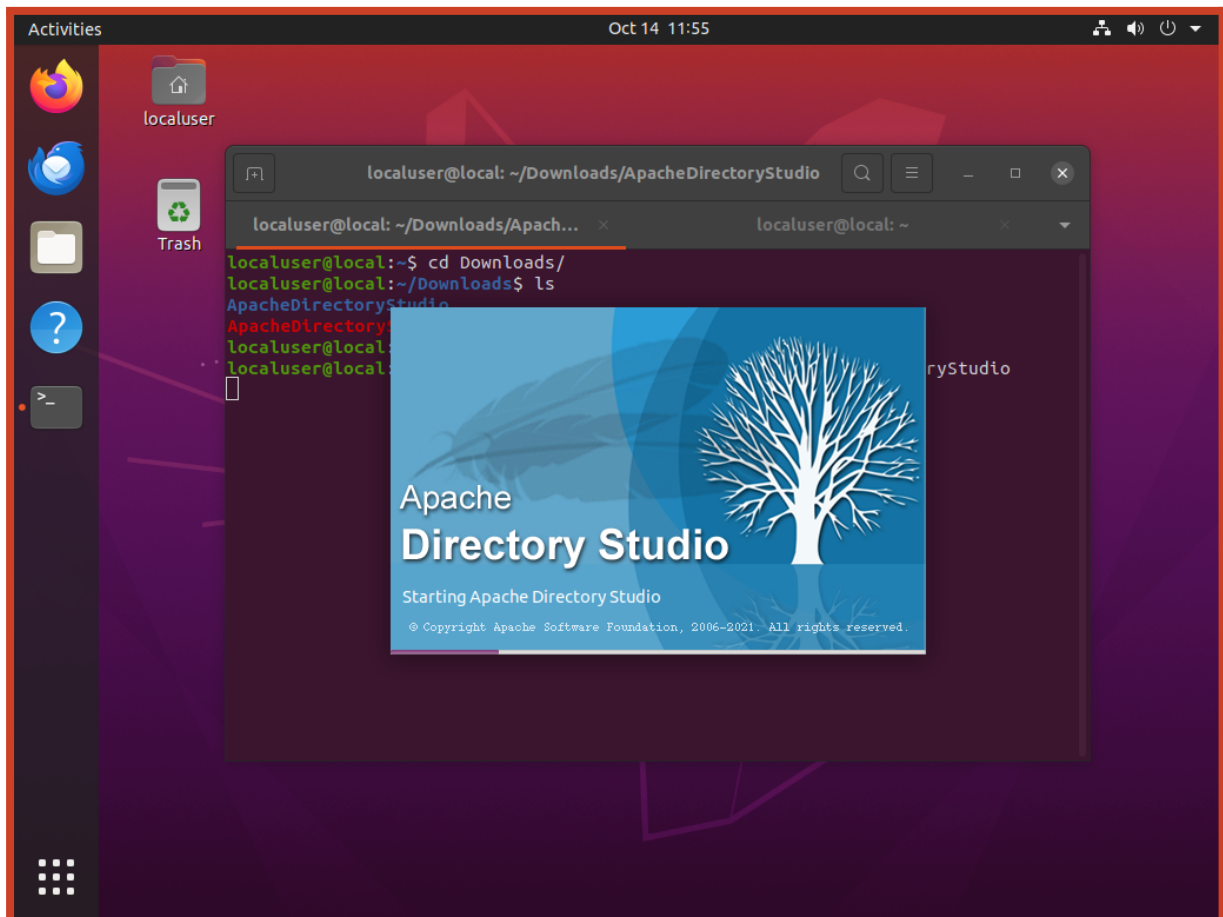 Activities
Oct 14 11:55
localuser
Trash
localuser@local: ~/Downloads/ApacheDirectoryStudio
localuser@local: ~/Downloads/Apach...
localuser@local: ~
localuser@local:~$ cd Downloads/
localuser@local:~/Downloads$ ls
ApacheDirectoryStudio
ApacheDirectoryS
localuser@local:
localuser@local: ryStudio
Apache
Directory Studio
Starting Apache Directory Studio
© Copyright Apache Software Foundation, 2006-2021. All rights reserved.